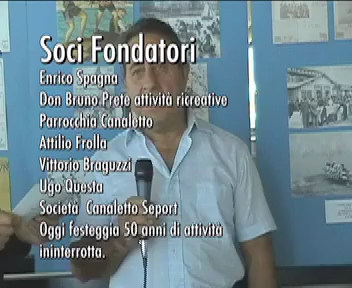 Soci Fondatori
Enrico Spagna
Don Bruno Prete attività ricreative
Parrocchia Canaletto
Attilio Frolla
Vittorio Braguzzi
Ugo Questa
Società Canaletto Seport
Oggi festeggia 50 anni di attività
ininterrotta.